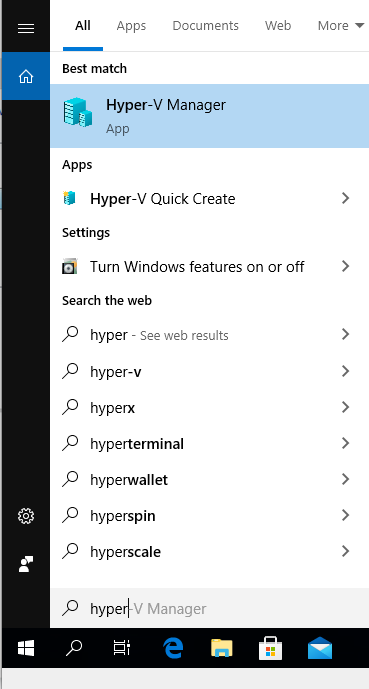 All Apps Documents Web More
Best match
Hyper-V Manager
App
Apps
Hyper-V Quick Create
Settings
Turn Windows features on or off
Search the web
hyper - See web results
hyper-v
hyperx
hyperterminal
hyperwallet
hyperspin
hyperscale
hyper-V Manager